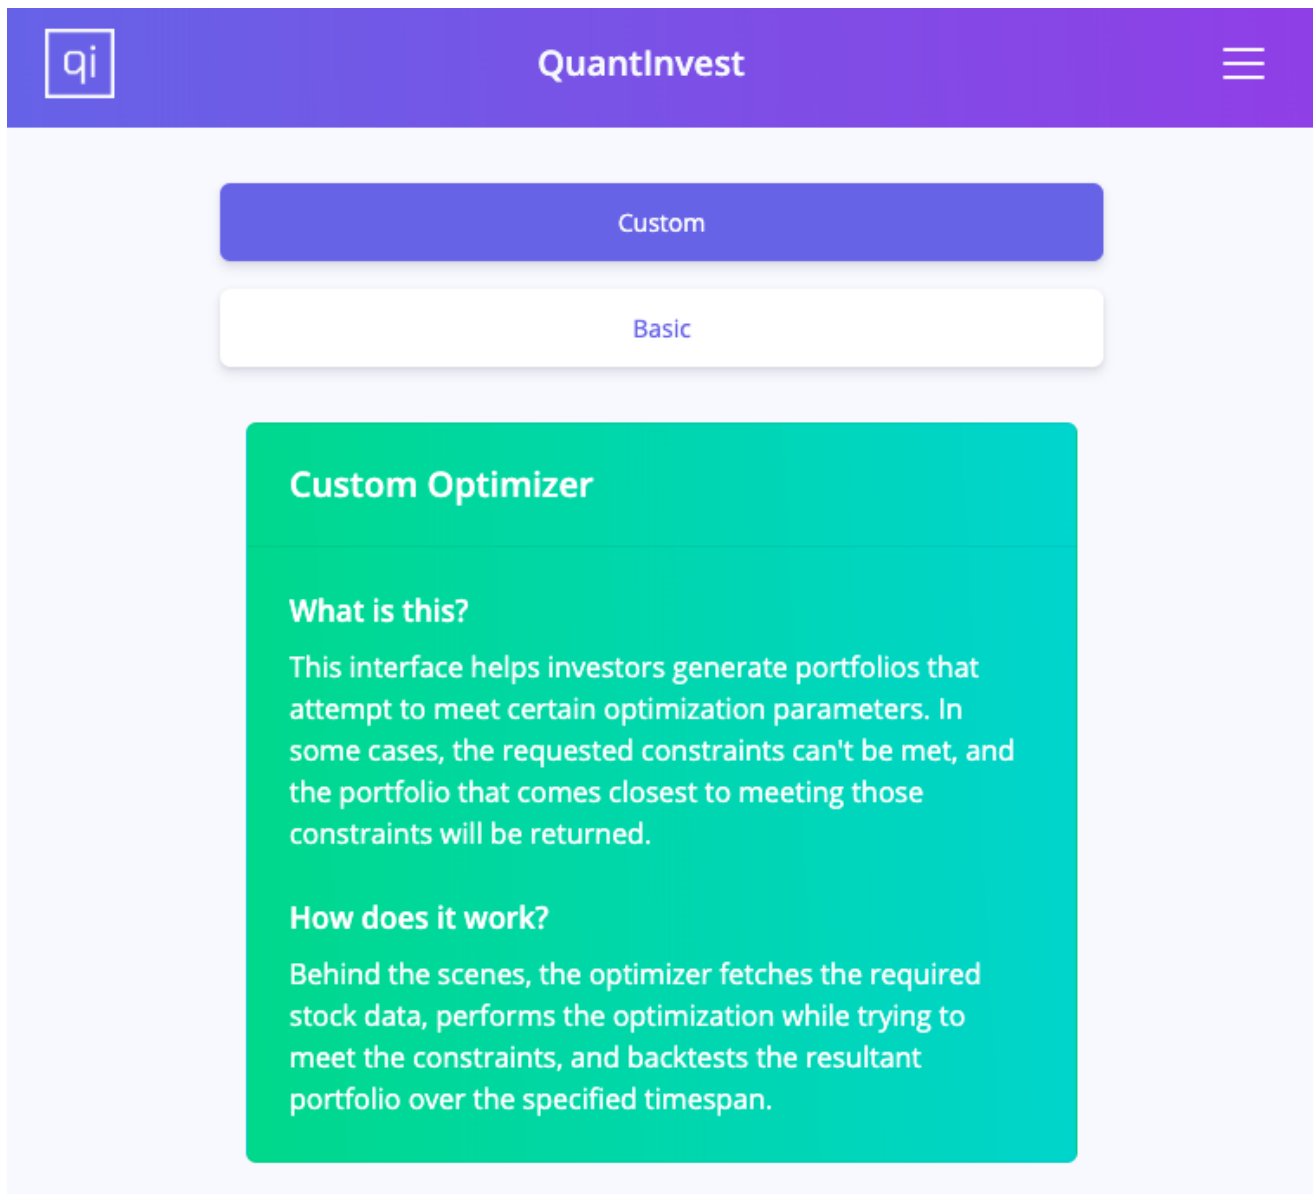 qi
QuantInvest
Custom
Basic
Custom Optimizer
What is this?
This interface helps investors generate portfolios that
attempt to meet certain optimization parameters. In
some cases, the requested constraints can't be met, and
the portfolio that comes closest to meeting those
constraints will be returned.
How does it work?
Behind the scenes, the optimizer fetches the required
stock data, performs the optimization while trying to
meet the constraints, and backtests the resultant
portfolio over the specified timespan.